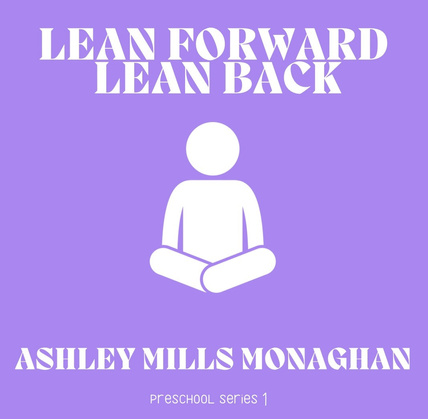 LEAN FORWARD
LEAN BACK
ASHLEY MILLS MONAGHAN
PRESCHOOL SERIES 1